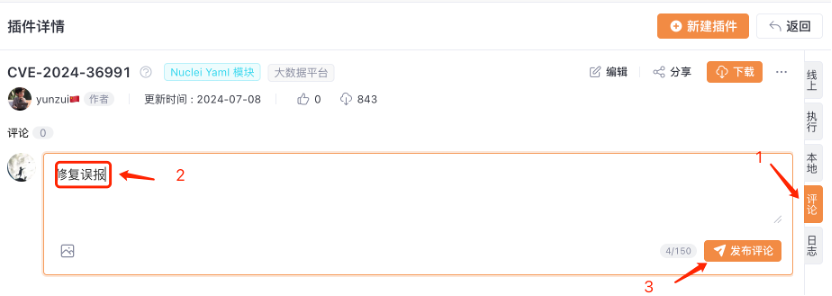 插件详情
新建插件
返回
CVE-2024-36991
Nuclei Yaml 模块
大数据平台
编辑
分享
下载
yunzui
作者
更新时间：2024-07-08
0
843
评论 0
修复误报
2
4/150
发布评论
3
1
线上
执行
本地
评论
日志